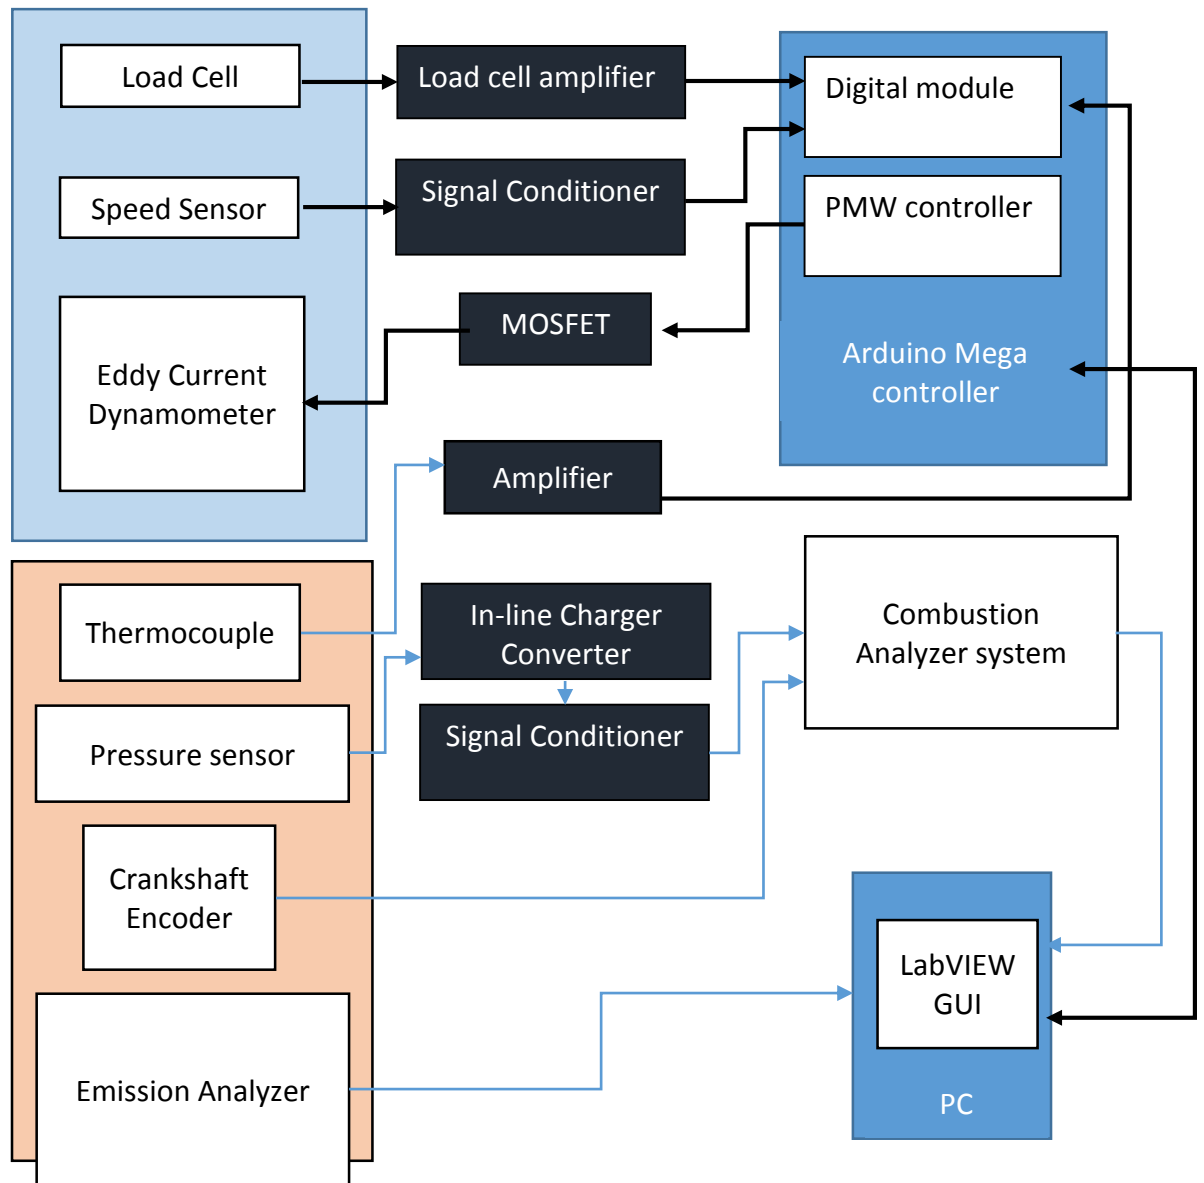 Load Cell
Load cell amplifier
Digital module
Speed Sensor
Signal Conditioner
PMW controller
Eddy Current
Dynamometer
MOSFET
Arduino Mega
controller
Amplifier
Thermocouple
In-line Charger
Converter
Combustion
Analyzer system
Pressure sensor
Signal Conditioner
Crankshaft
Encoder
LabVIEW
GUI
Emission Analyzer
PC